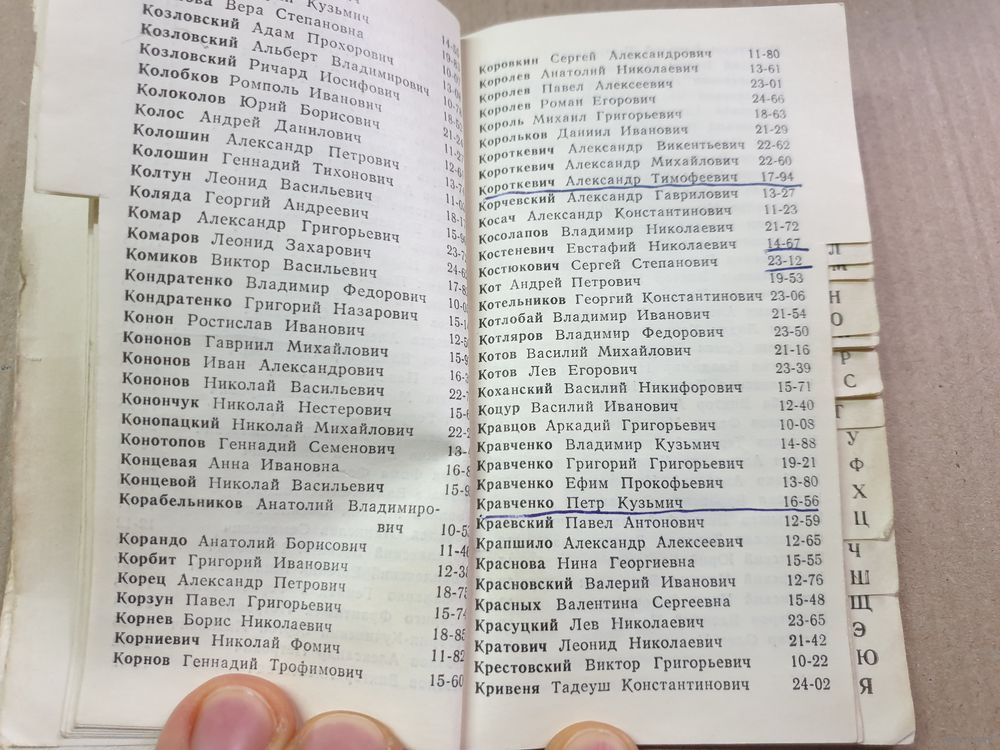 Вера Степановна
Козловский Адам Прохорович
Козловский Альберт Владимирович
Козловский Ричард Иосифович
Колобков Ромполь Иванович
Колоколов Юрий Борисович
Колос Андрей Данилович
Колошин Александр Петрович
Колошин Геннадий Тихонович
Колтун Леонид Васильевич
Коляда Георгий Андреевич
Комар Александр Григорьевич
Комаров Леонид Захарович
Комиков Виктор Васильевич
Кондратенко Владимир Федорович
Кондратенко Григорий Назарович
Конон Ростислав Иванович
Кононов Гавриил Михайлович
Кононов Иван Александрович
Кононов Николай Васильевич
Конончук Николай Нестерович
Конопацкий Николай Михайлович
Конотопов Геннадий Семенович
Концевая Анна Ивановна
Концевой Николай Васильевич
Корабельников Анатолий Владимиро-
вич
Корандо Анатолий Борисович
Корбит Григорий Иванович
Корец Александр Петрович
Корзун Павел Григорьевич
Корнев Борис Николаевич 18-85
Корниевич Николай Фомич 11-82
Корнов Геннадий Трофимович 15-60
Коровкин Сергей Александрович 11-80
Королев Анатолий Николаевич 13-61
Королев Павел Алексеевич 23-01
Королев Роман Егорович 24-66
Король Михаил Григорьевич 18-63
Корольков Даниил Иванович 21-29
Короткевич Александр Викентьевич 22-62
Короткевич Александр Михайлович 22-60
Короткевич Александр Тимофеевич 17-94
Корчевский Александр Гаврилович 13-27
Косач Александр Константинович 11-23
Косолапов Владимир Николаевич 21-72
Костеневич Евстафий Николаевич 14-67
Костюкович Сергей Степанович 23-12
Кот Андрей Петрович 19-53
Котельников Георгий Константинович 23-06
Котлобай Владимир Иванович 21-54
Котляров Владимир Федорович 23-50
Котов Василий Михайлович 21-16
Котов Лев Егорович 23-39
Коханский Василий Никифорович 15-71
Коцур Василий Иванович 12-40
Кравцов Аркадий Григорьевич 10-08
Кравченко Владимир Кузьмич 14-88
Кравченко Григорий Григорьевич 19-21
Кравченко Ефим Прокофьевич 13-80
Кравченко Петр Кузьмич 16-56
Краевский Павел Антонович 12-59
Крапшило Александр Алексеевич 12-65
Краснова Нина Георгиевна 15-55
Красновский Валерий Иванович 12-76
Красных Валентина Сергеевна 15-48
Красуцкий Лев Николаевич 23-65
Кратович Леонид Николаевич 21-42
Крестовский Виктор Григорьевич 10-22
Кривеня Тадеуш Константинович 24-02
Л
М
Н
О
Р
С
Т
У
Ф
Х
Ц
Ч
Ш
Щ
Э
Ю
Я